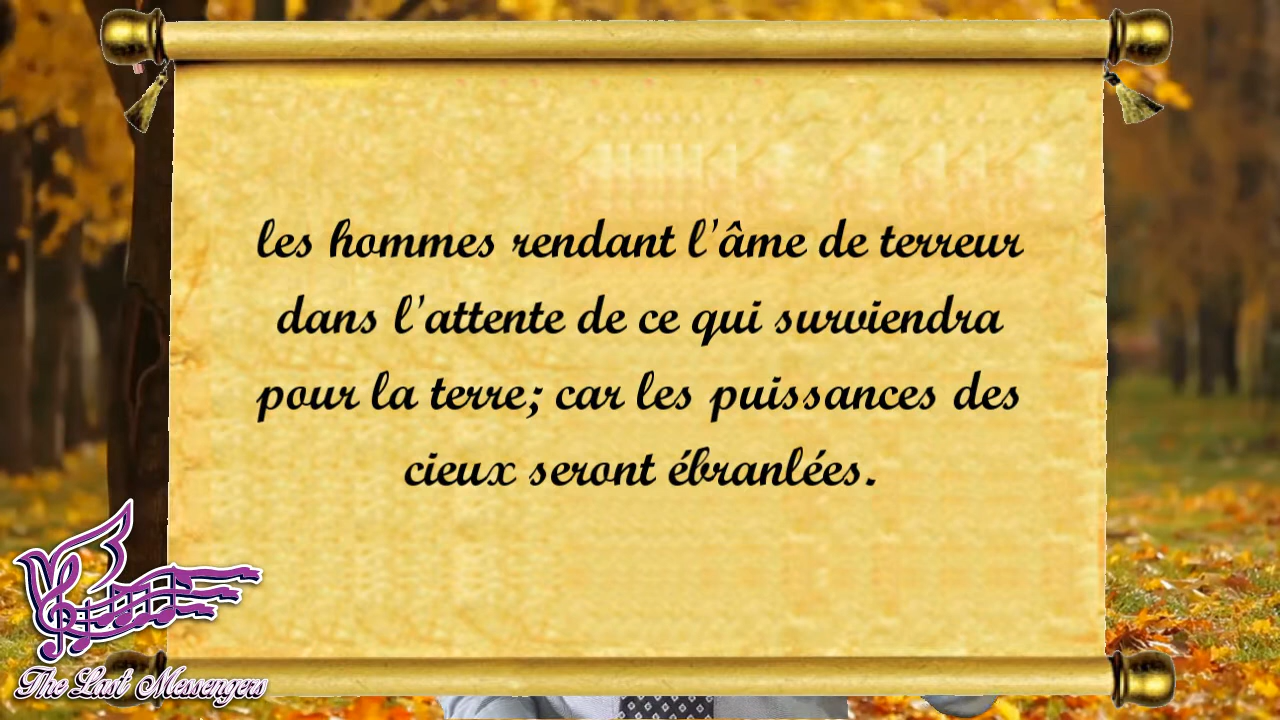 les hommes rendant l'âme de terreur
dans l'attente de ce qui surviendra
pour la terre; car les puissances des
cieux seront ébranlées.
The Last Messengers